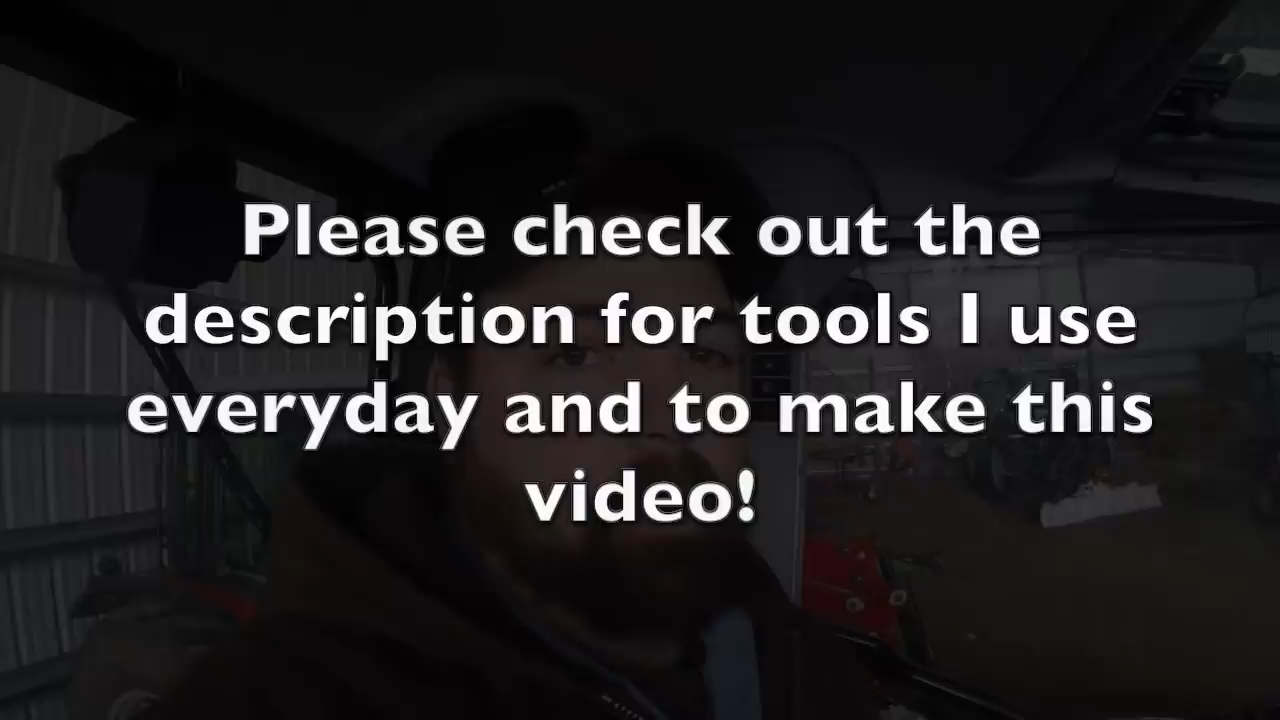 Please check out the
description for tools I use
everyday and to make this
video!